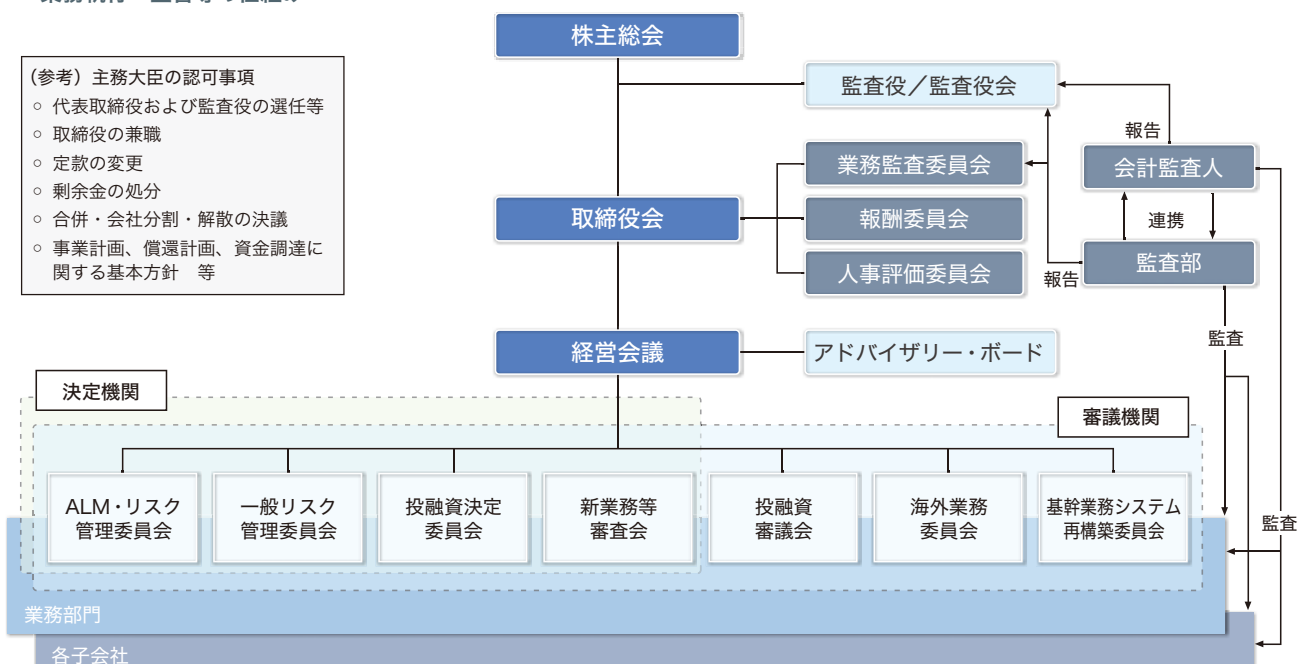 株主総会
(参考)主務大臣の認可事項
○ 代表取締役および監査役の選任等
○ 取締役の兼職
○ 定款の変更
○ 剰余金の処分
○ 合併・会社分割・解散の決議
○ 事業計画、償還計画、資金調達に
関する基本方針 等
監査役／監査役会
報告
業務監査委員会
会計監査人
取締役会
報酬委員会
連携
人事評価委員会
報告
監査部
監査
経営会議
アドバイザリー・ボード
決定機関
審議機関
ALM・リスク
管理委員会
一般リスク
管理委員会
投融資決定
委員会
新業務等
審査会
投融資
審議会
海外業務
委員会
基幹業務システム
再構築委員会
監査
業務部門
各子会社